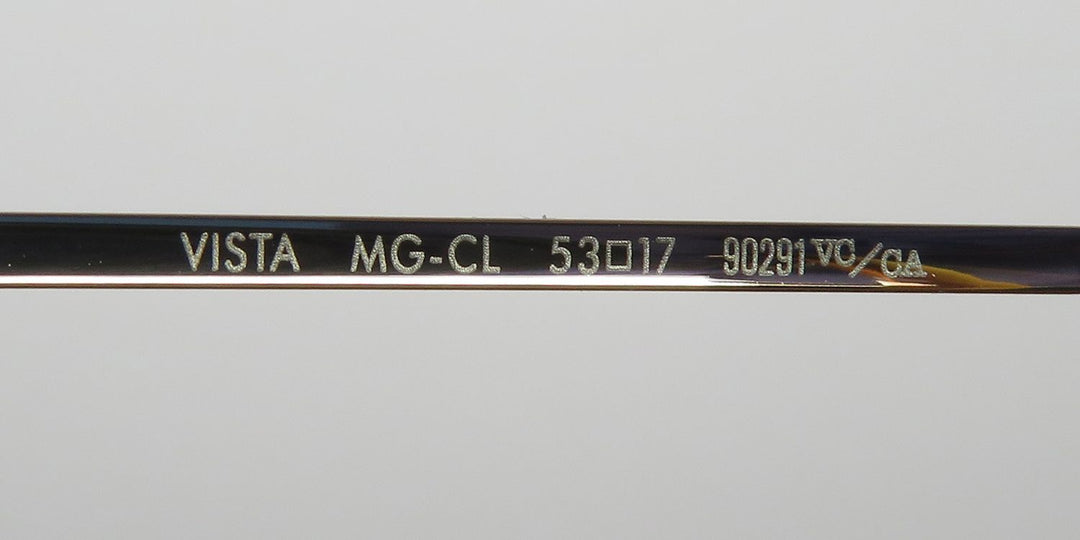 VISTA MG-CL 53□17 90291 VC/CA